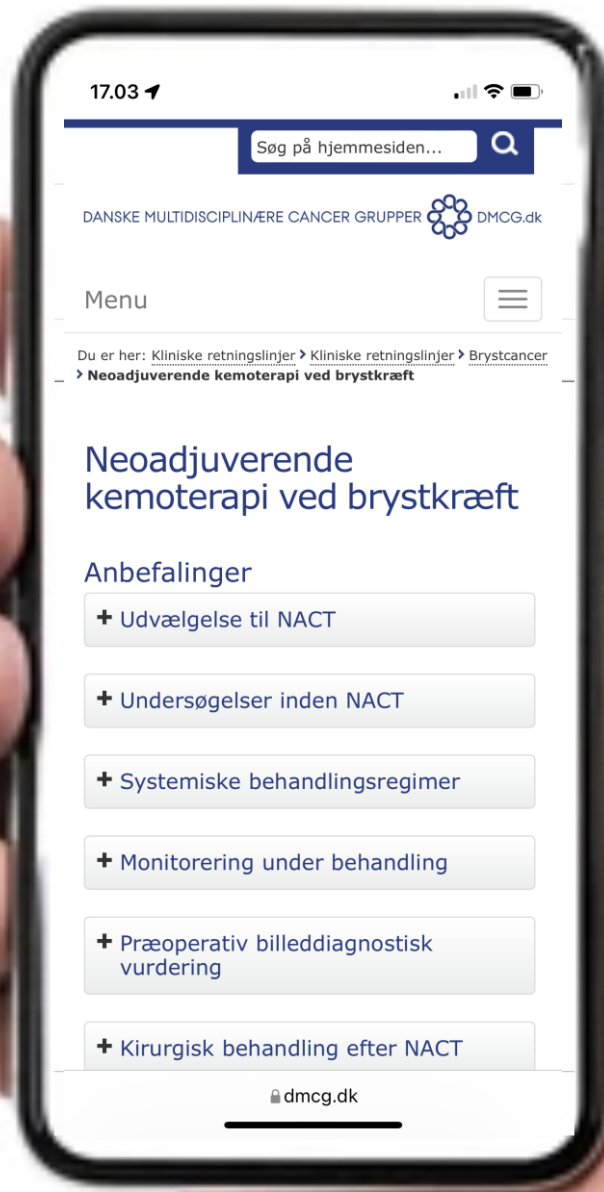 17.03
Søg på hjemmesiden...
DANSKE MULTIDISCIPLINÆRE CANCER GRUPPER DMCG.dk
Menu
Du er her: Kliniske retningslinjer > Kliniske retningslinjer > Brystcancer
> Neoadjuverende kemoterapi ved brystkræft
Neoadjuverende
kemoterapi ved brystkræft
Anbefalinger
+ Udvælgelse til NACT
+ Undersøgelser inden NACT
+ Systemiske behandlingsregimer
+ Monitorering under behandling
+ Præoperativ billeddiagnostisk
vurdering
+ Kirurgisk behandling efter NACT
dmcg.dk